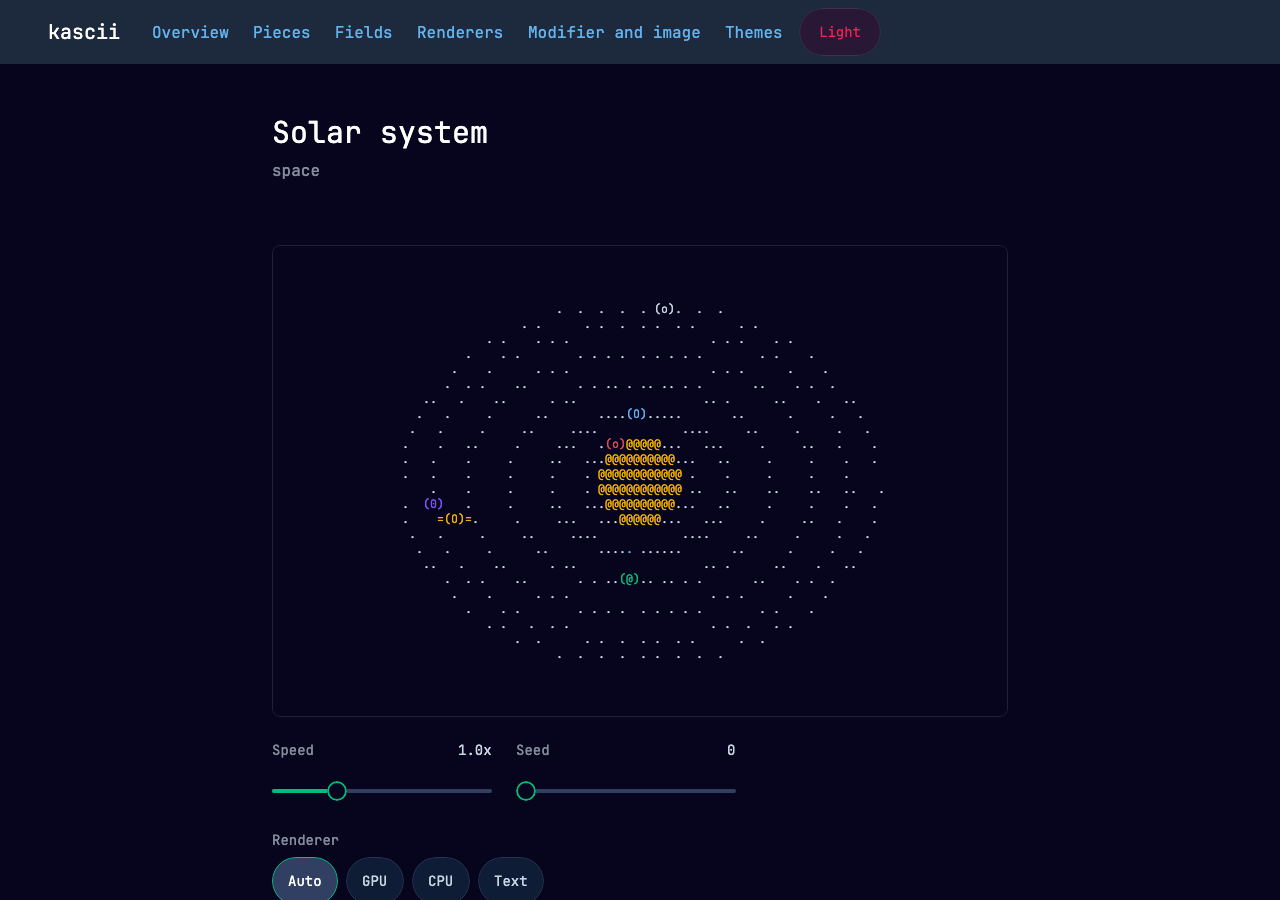 kascii Overview Pieces Fields Renderers Modifier and image Themes Light
Solar system
space
(o)
(O)
(o)@@@@@
@@@@@@@@@@
@@@@@@@@@@@@
@@@@@@@@@@@@
(O) @@@@@@@@@@
=(O)= @@@@@@
(@)
Speed 1.0x Seed 0
Renderer
Auto GPU CPU Text